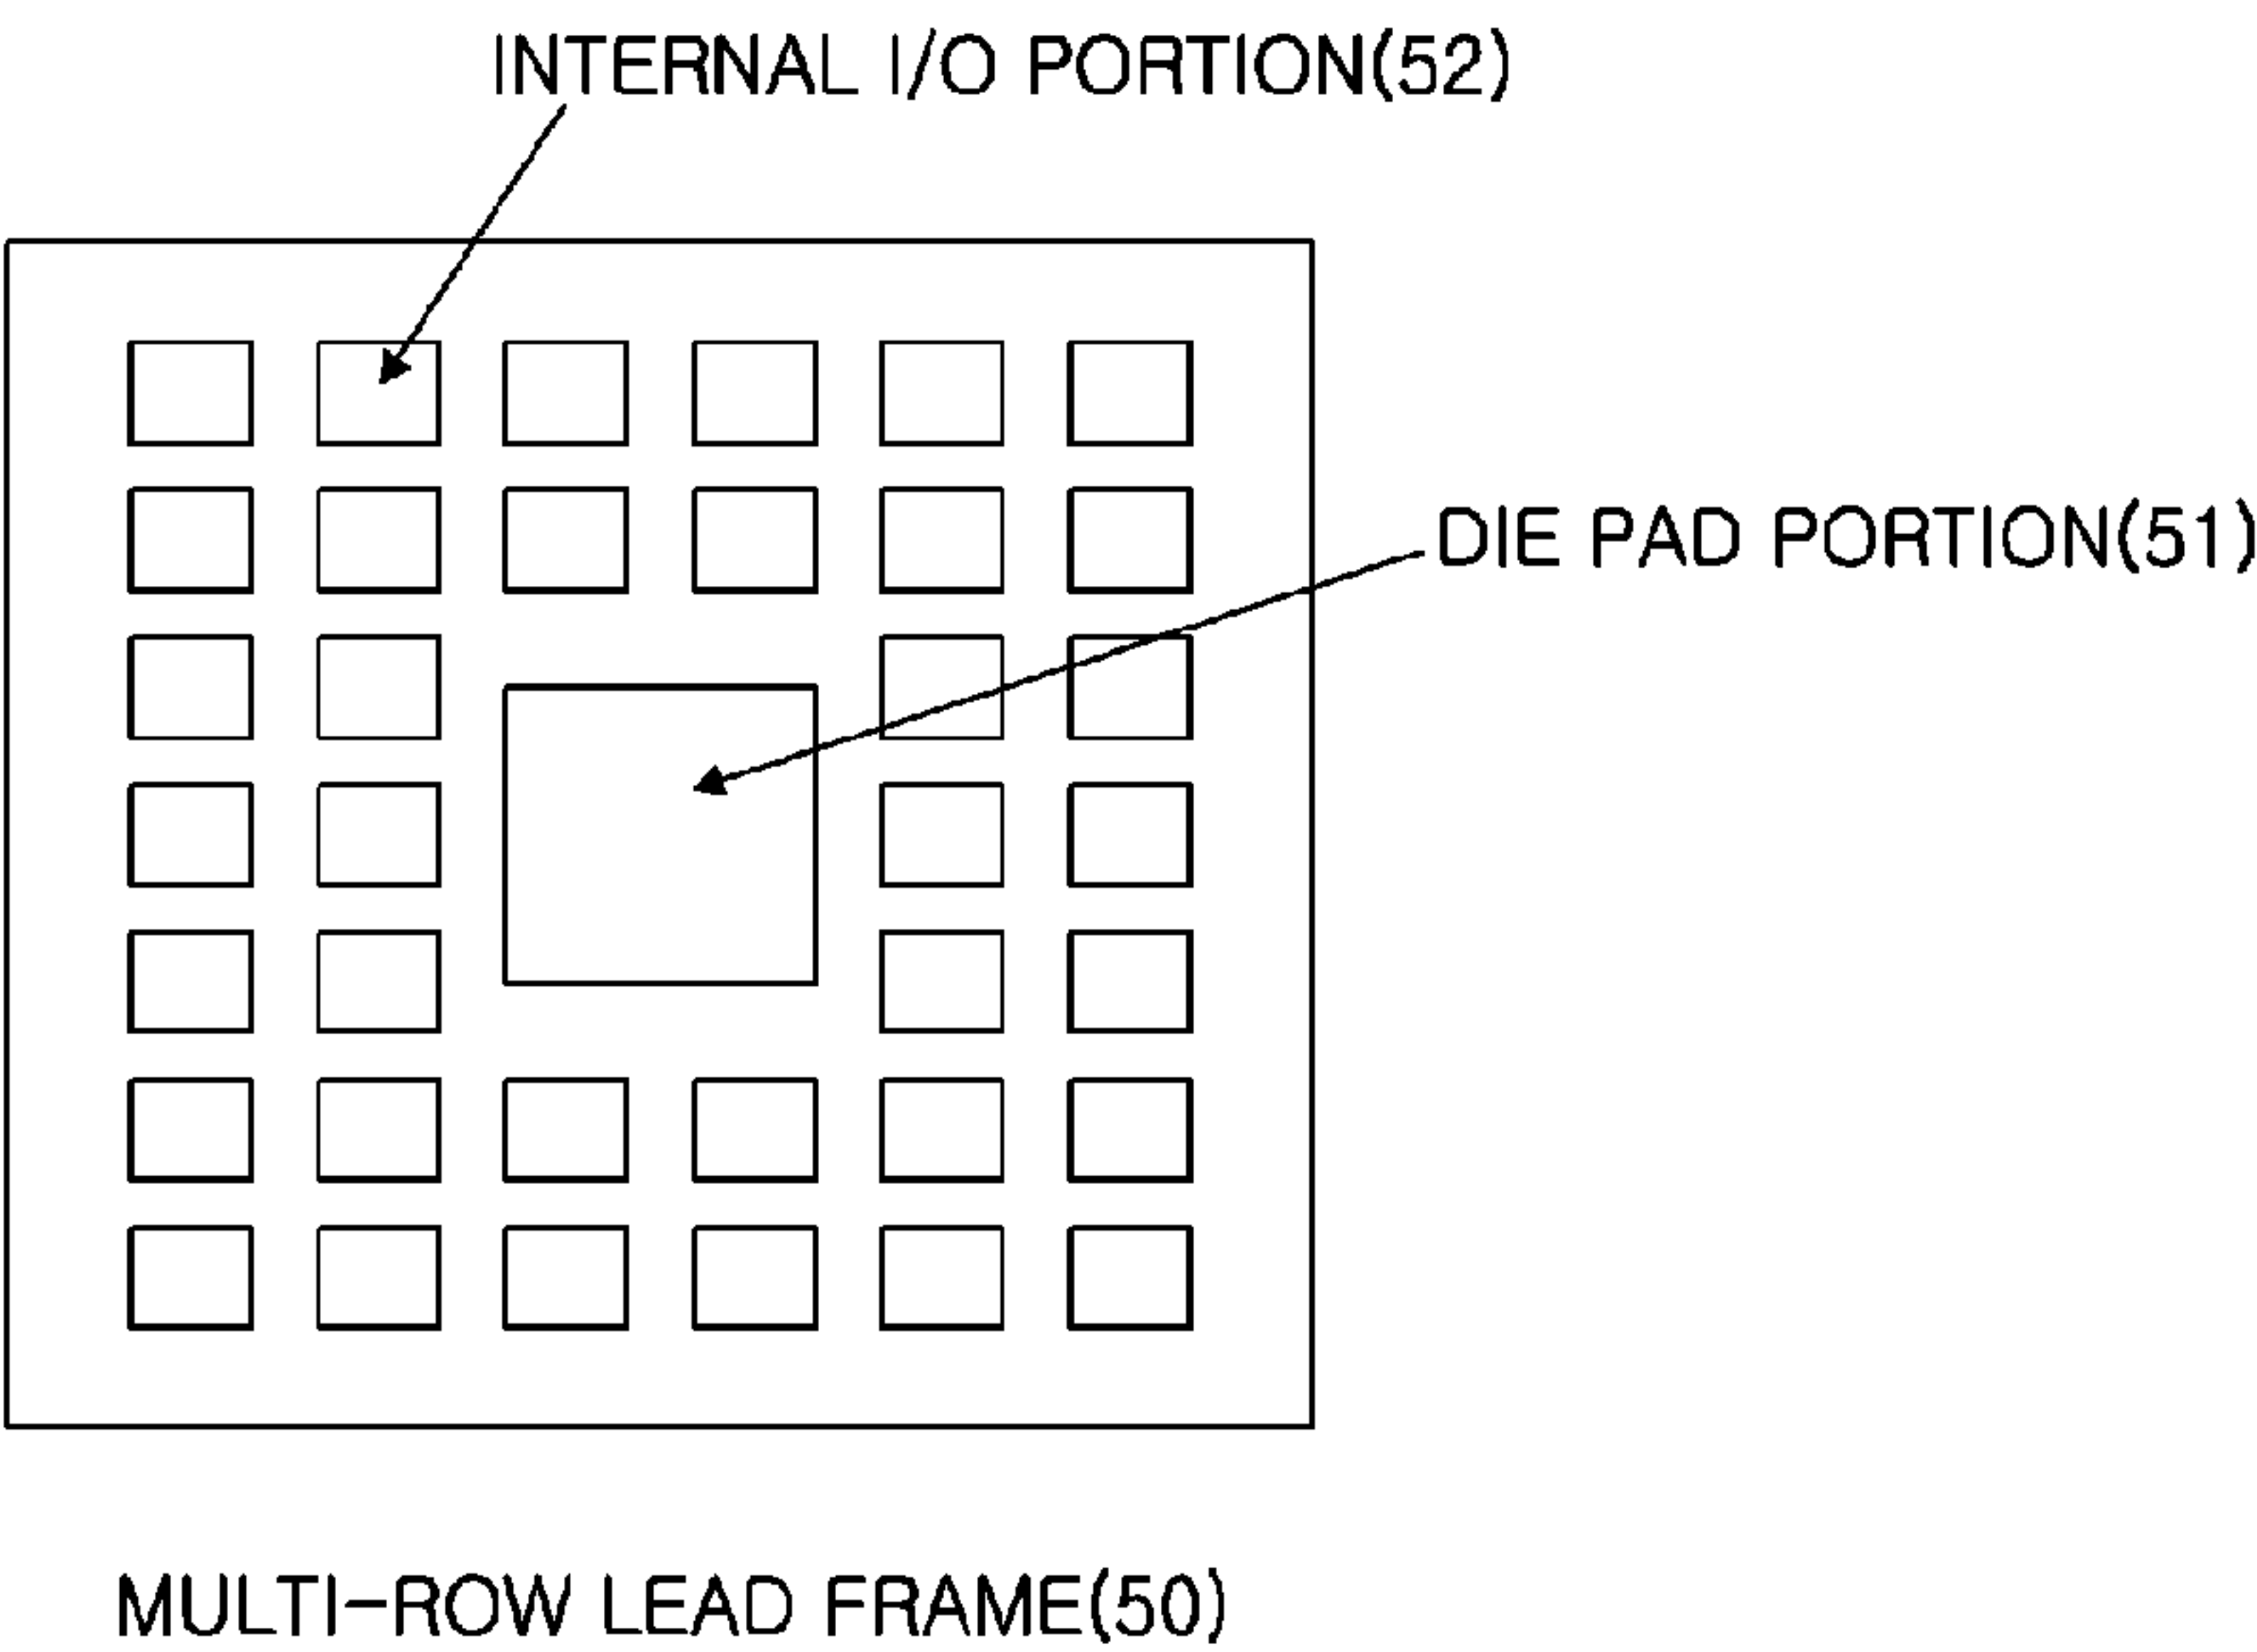 INTERNAL I/O PORTION(52)
DIE PAD PORTION(51)
MULTI-ROW LEAD FRAME(50)